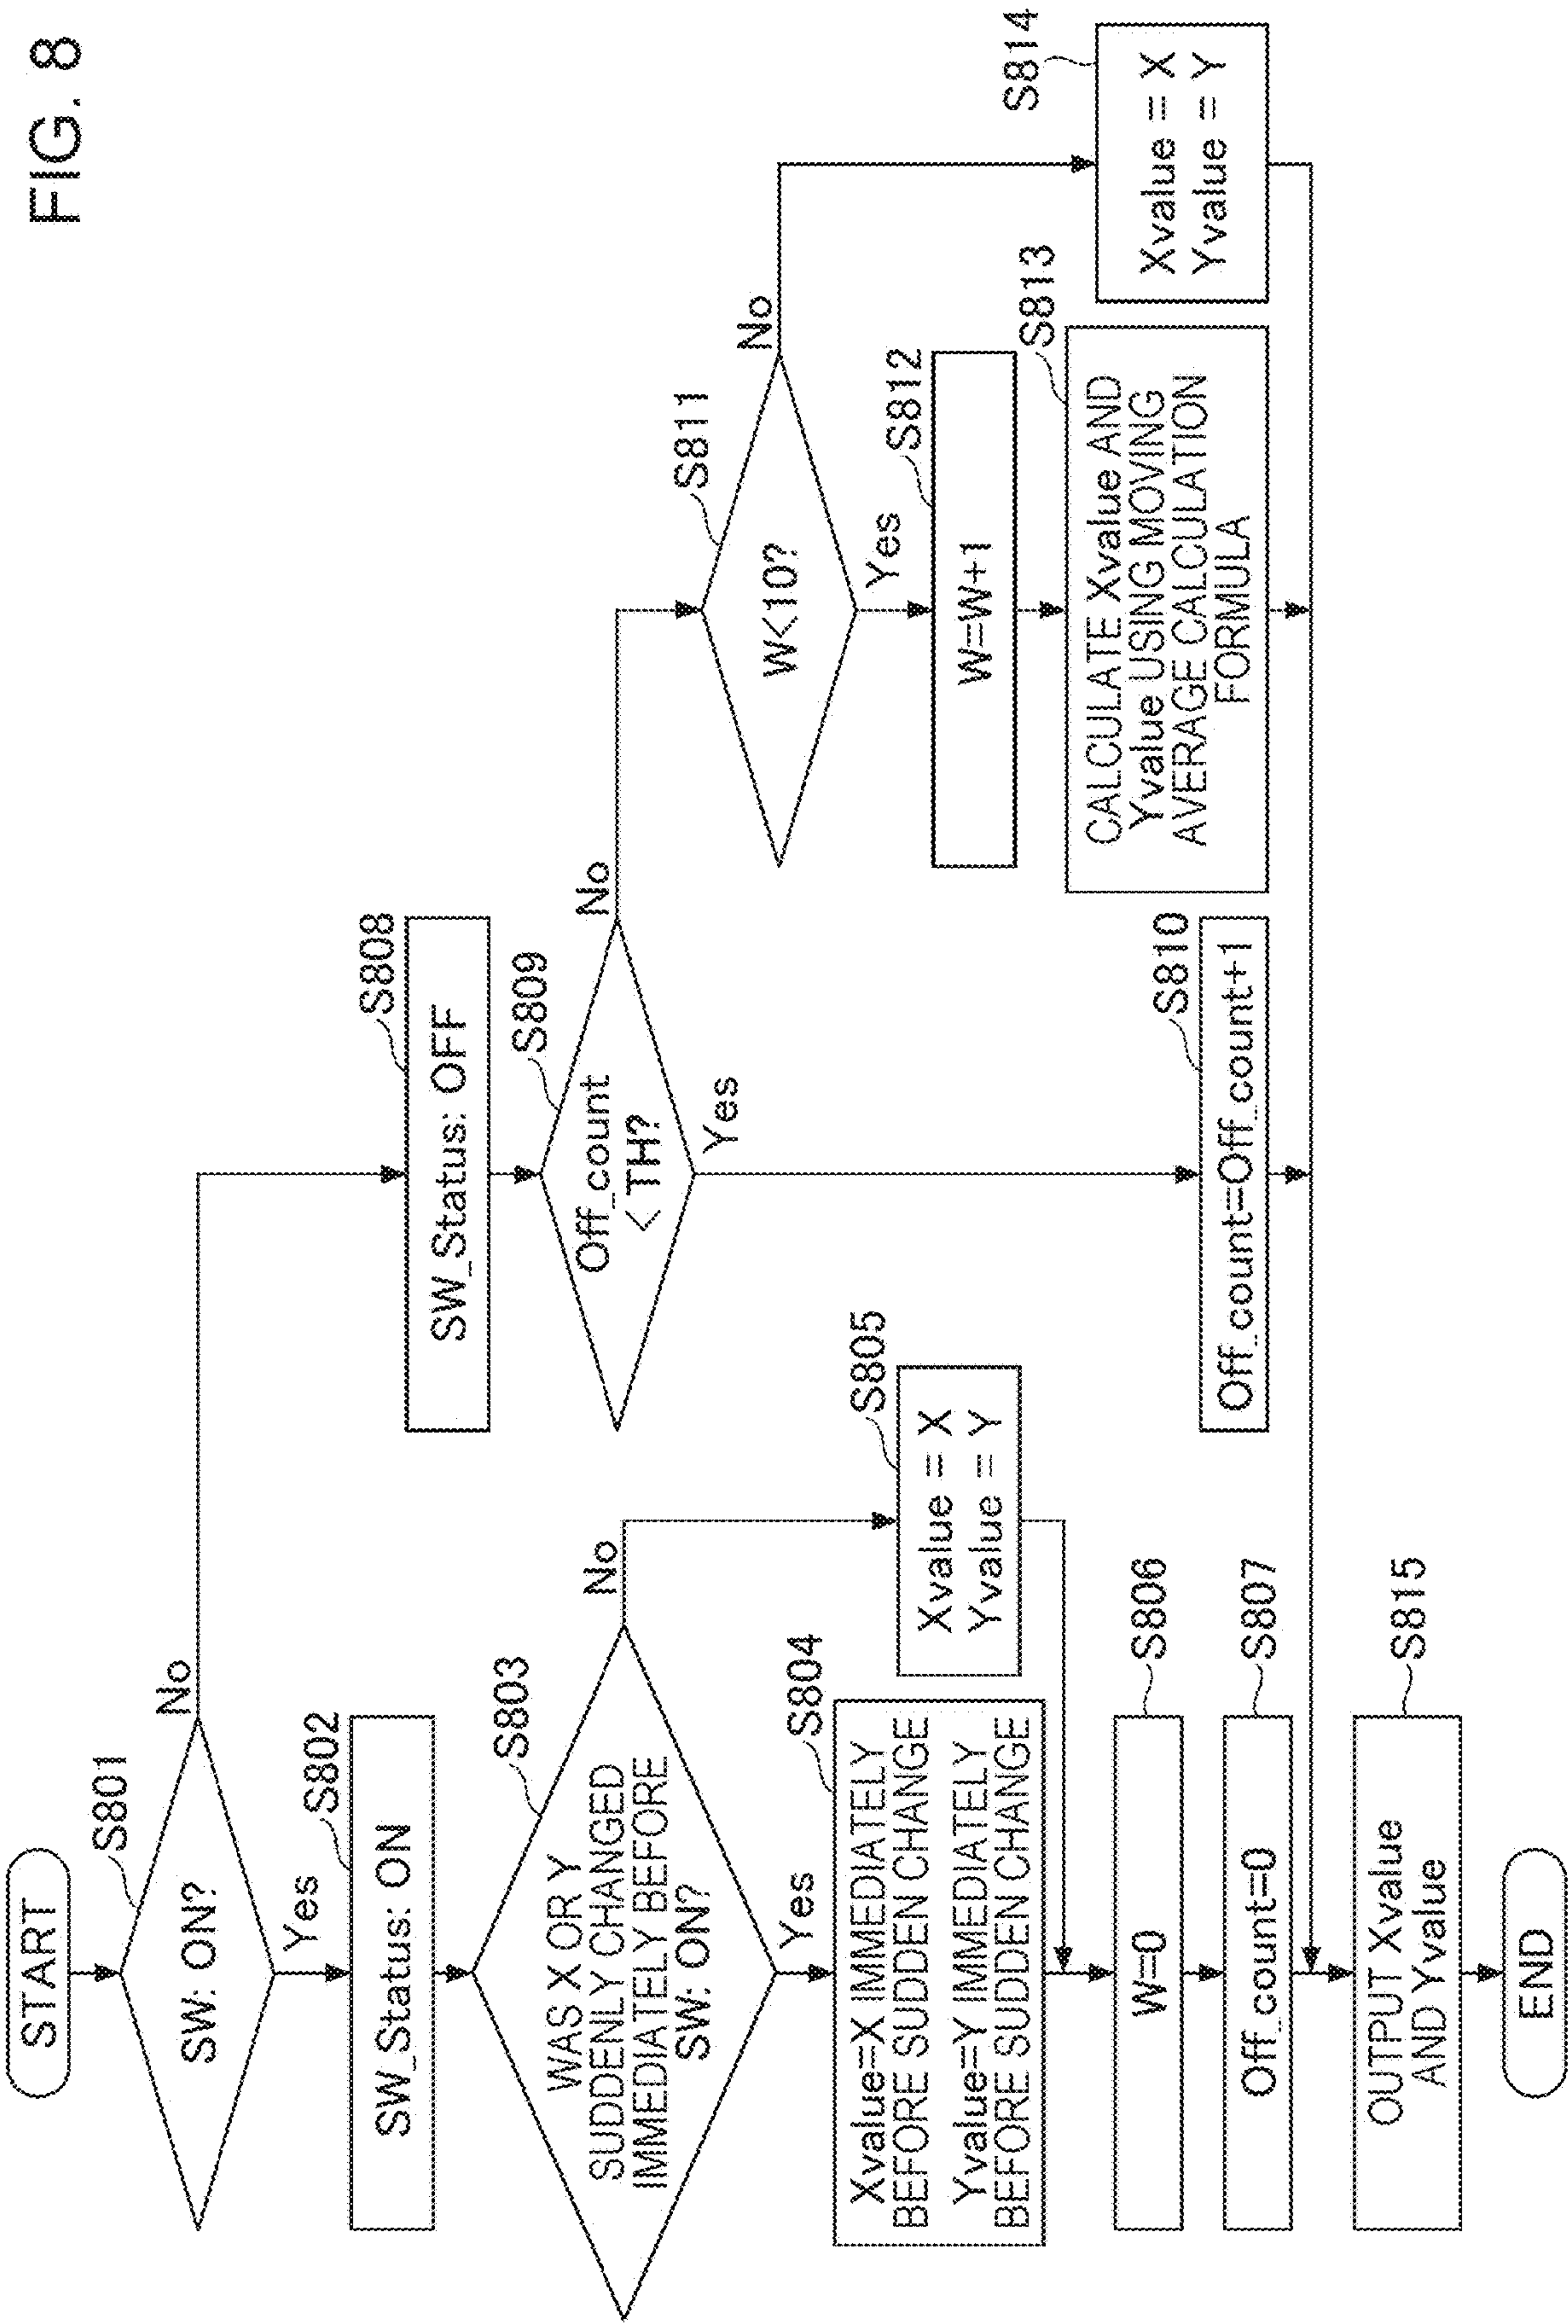 FIG. 8
START
S801
SW: ON?
No
Yes
S802
SW_Status: ON
S803
WAS X OR Y
SUDDENLY CHANGED
IMMEDIATELY BEFORE
SW: ON?
No
Yes
S804
Xvalue=X IMMEDIATELY
BEFORE SUDDEN CHANGE
Yvalue=Y IMMEDIATELY
BEFORE SUDDEN CHANGE
S805
Xvalue = X
Yvalue = Y
S806
W=0
S807
Off_count=0
S808
SW_Status: OFF
S809
Off_count
< TH?
No
Yes
S810
Off_count=Off_count+1
S811
W<10?
No
Yes
S812
W=W+1
S813
CALCULATE Xvalue AND
Yvalue USING MOVING
AVERAGE CALCULATION
FORMULA
S814
Xvalue = X
Yvalue = Y
S815
OUTPUT Xvalue
AND Yvalue
END